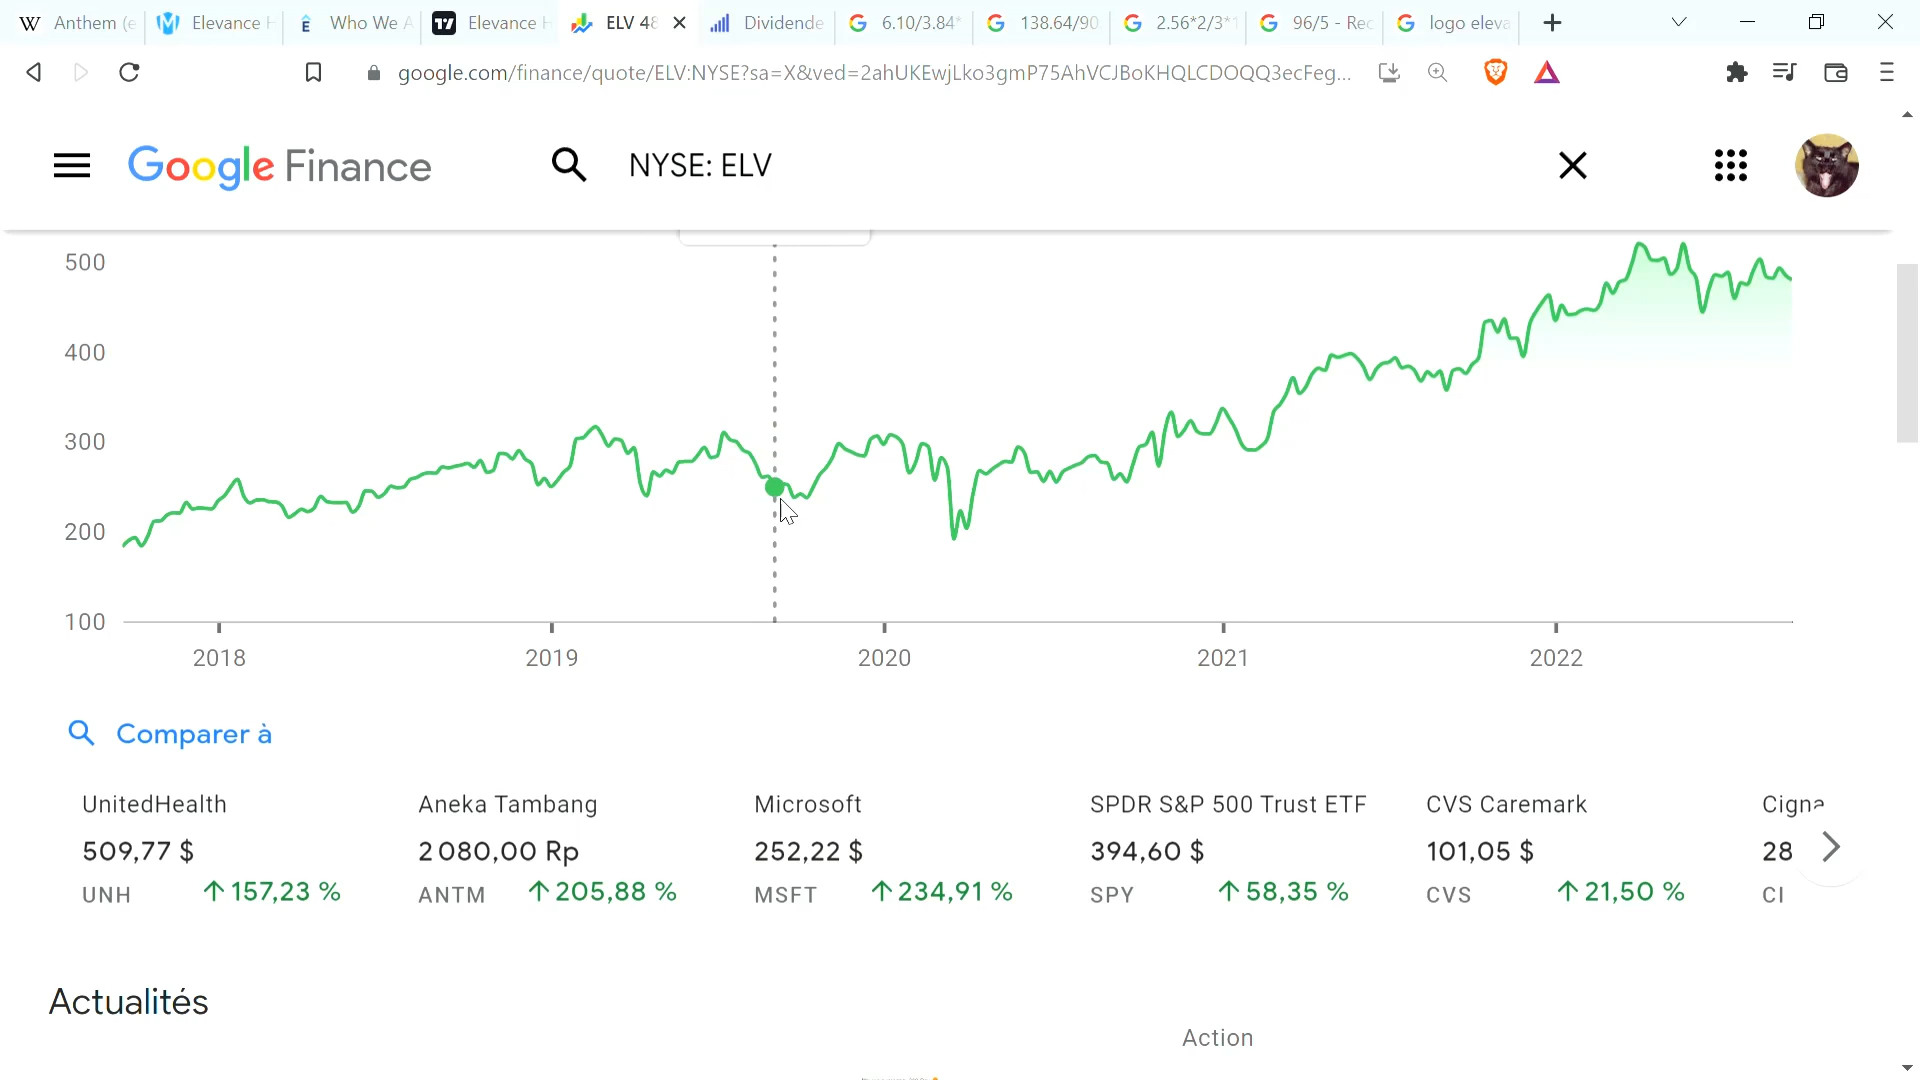 W Anthem (e
Elevance H
ê Who We A
TV Elevance H
ELV 48
Dividende
G 6.10/3.84*
G 138.64/90
G 2.56*2/3*1
G 96/5 - Rec
G logo eleva
google.com/finance/quote/ELV:NYSE?sa=X&ved=2ahUKEwjLko3gmP75AhVCJBoKHQLCDOQQ3ecFeg...
Google Finance
NYSE: ELV
500
400
300
200
100
2018 2019 2020 2021 2022
Comparer à
UnitedHealth Aneka Tambang Microsoft SPDR S&P 500 Trust ETF CVS Caremark Cigna
509,77 $ 2 080,00 Rp 252,22 $ 394,60 $ 101,05 $ 28
UNH ↑157,23 % ANTM ↑205,88 % MSFT ↑234,91 % SPY ↑58,35 % CVS ↑21,50 % CI
Actualités
Action